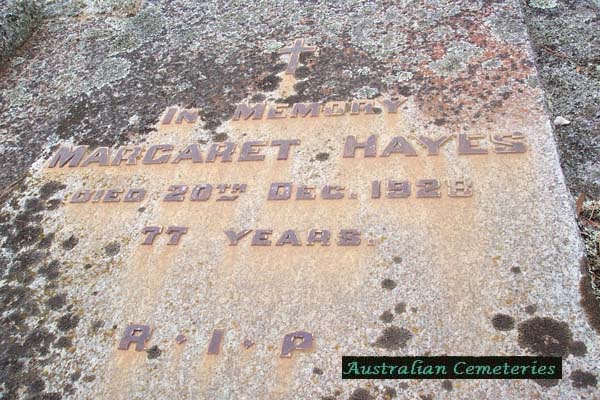 In Memory
Margaret Hayes
Died 20th Dec. 1928
77 Years.
R · I · P
Australian Cemeteries